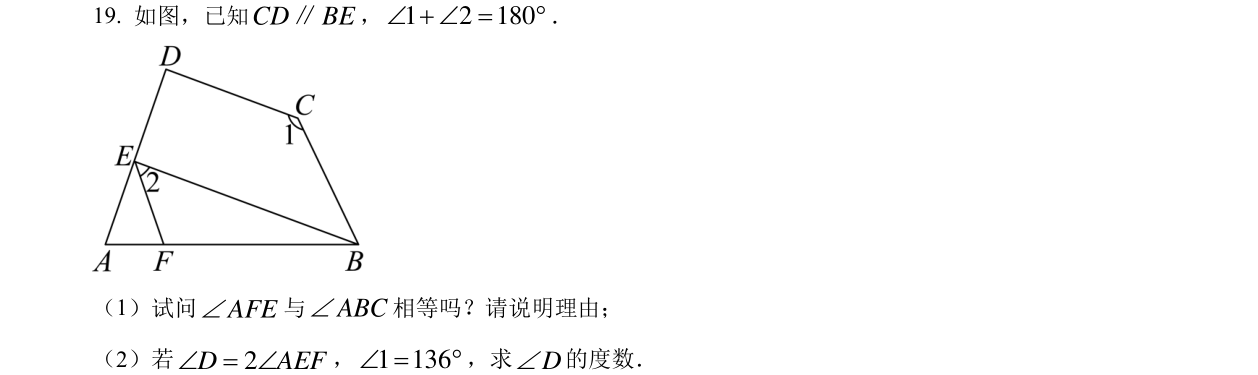 19. 如图，已知CD∥BE，∠1+∠2=180°．
D
C
1
E
2
A
F
B
（1）试问∠AFE与∠ABC相等吗？请说明理由；
（2）若∠D=2∠AEF，∠1=136°，求∠D的度数．